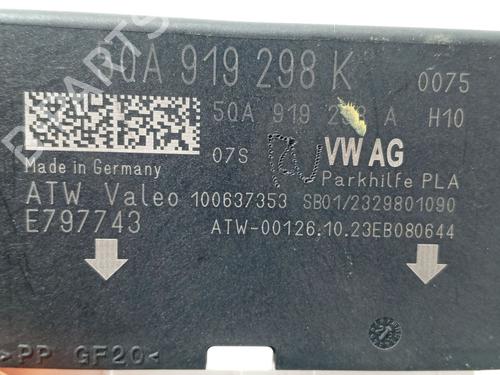 5QA 919 298 K 0075
5QA 919 298 A H10
07S VW AG
Made in Germany Parkhilfe PLA
ATW Valeo 100637353 SB01/2329801090
E797743 ATW-00126.10.23EB080644
>PP GF20<